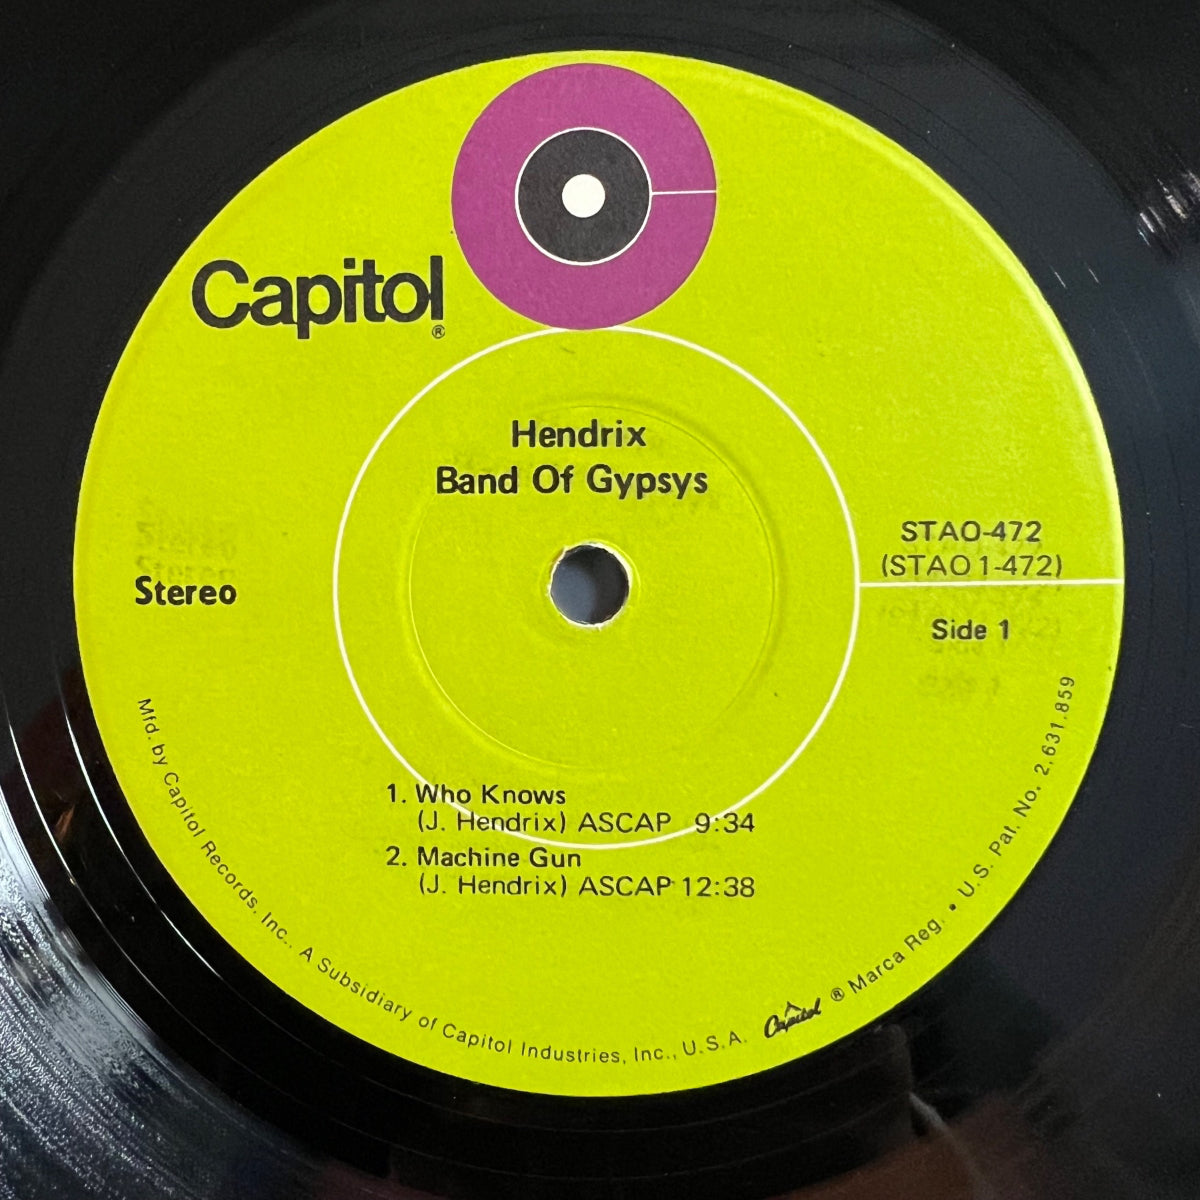 Capitol®
Hendrix
Band Of Gypsys
STAO-472
(STAO 1-472)
Stereo
Side 1
1. Who Knows
(J. Hendrix) ASCAP 9:34
2. Machine Gun
(J. Hendrix) ASCAP 12:38
Mfd. by Capitol Records, Inc., A Subsidiary of Capitol Industries, Inc., U.S.A. Capitol ® Marca Reg. • U.S. Pat. No. 2,631,859